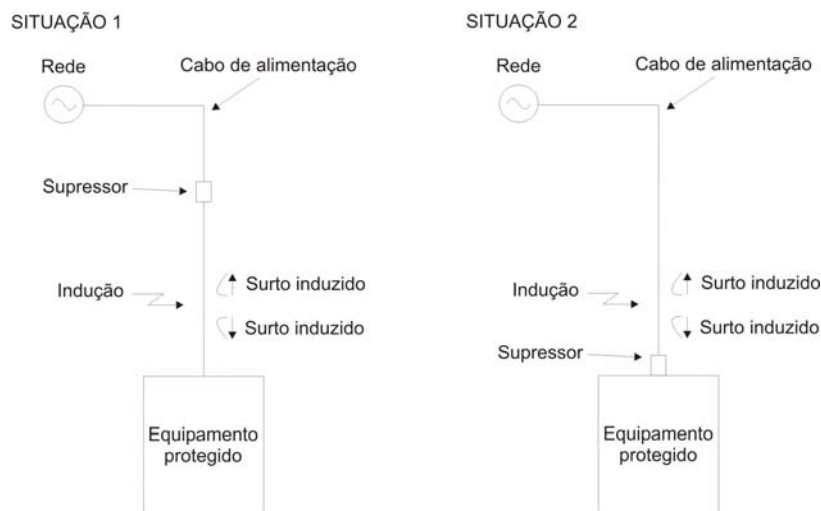 SITUAÇÃO 1
Rede
Cabo de alimentação
Supressor
Indução
Surto induzido
Surto induzido
Equipamento
protegido
SITUAÇÃO 2
Rede
Cabo de alimentação
Indução
Surto induzido
Surto induzido
Supressor
Equipamento
protegido